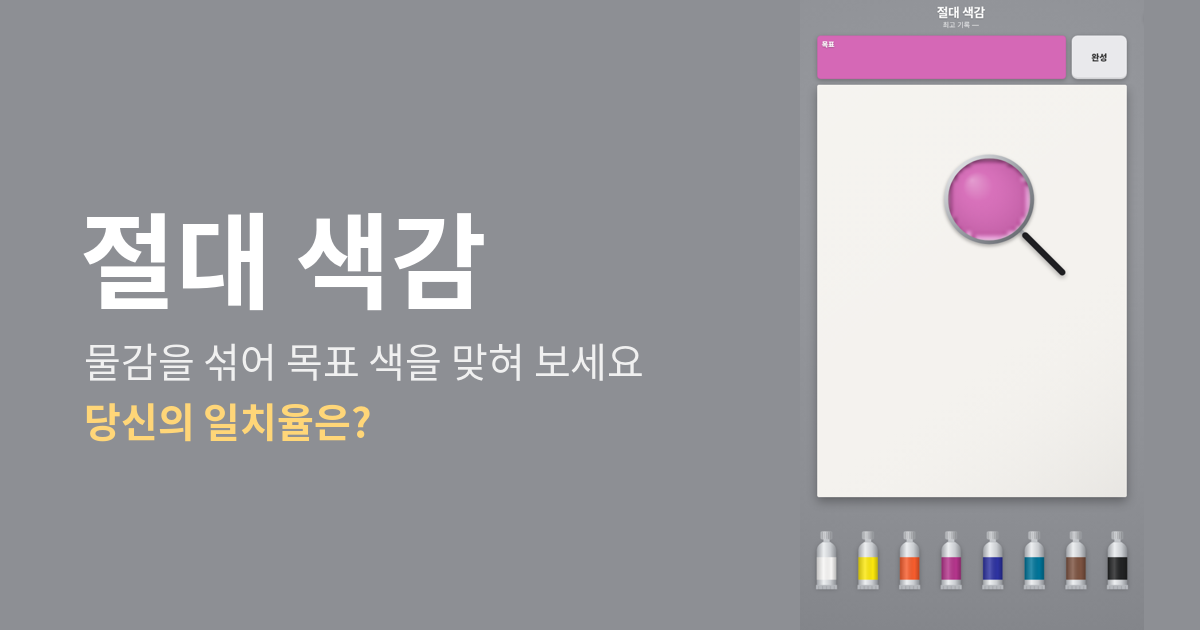 절대 색감
물감을 섞어 목표 색을 맞혀 보세요
당신의 일치율은?
절대 색감
최고 기록 —
목표
완성